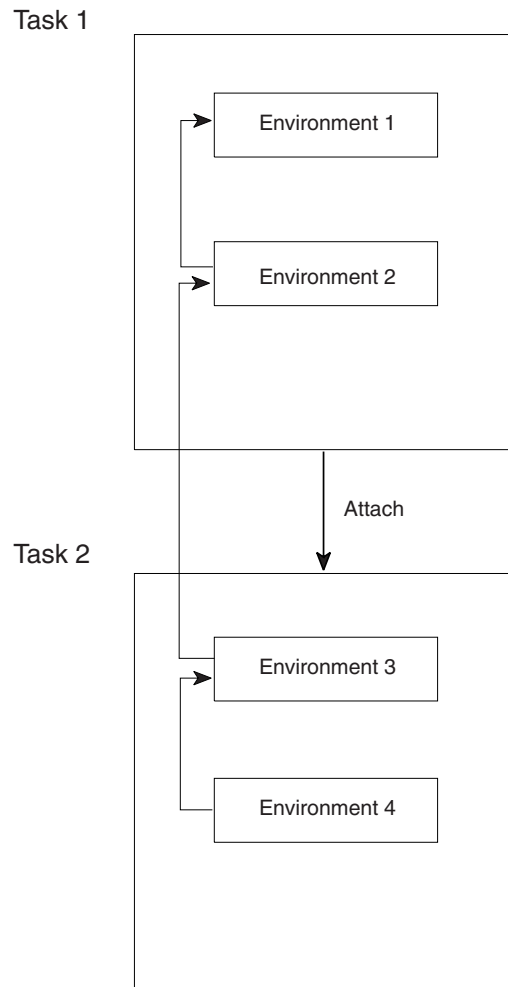 Task 1
Environment 1
Environment 2
Attach
Task 2
Environment 3
Environment 4